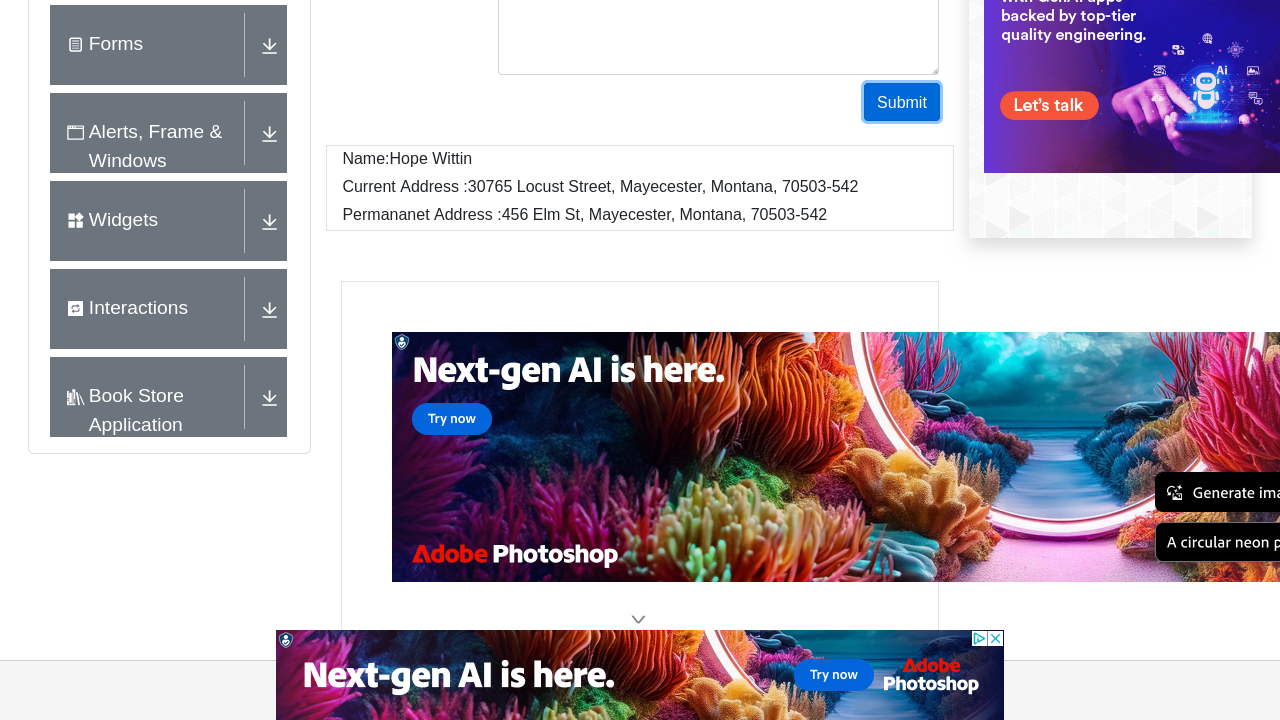 with GenAI apps
backed by top-tier
quality engineering.
Let's talk
Ai
Forms
Alerts, Frame &
Windows
Widgets
Interactions
Book Store
Application
Submit
Name:Hope Wittin
Current Address :30765 Locust Street, Mayecester, Montana, 70503-542
Permananet Address :456 Elm St, Mayecester, Montana, 70503-542
Next-gen AI is here.
Try now
Generate ima
A circular neon p
Adobe Photoshop
Next-gen AI is here.
Try now
Adobe
Photoshop